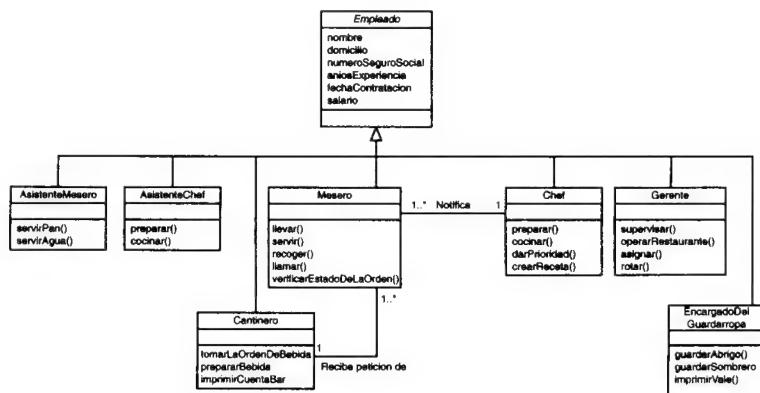 Empleado
nombre
domicilio
numeroSeguroSocial
aniosExperiencia
fechaContratacion
salario
AsistenteMesero
servirPan()
servirAgua()
AsistenteChef
preparar()
cocinar()
Mesero
llevar()
servir()
recoger()
llamar()
verificarEstadoDeLaOrden()
1..* Notifica 1
Chef
preparar()
cocinar()
darPrioridad()
crearReceta()
Gerente
supervisar()
operarRestaurante()
asignar()
rotar()
1..*
Cantinero
tomarLaOrdenDeBebida
prepararBebida
imprimirCuentaBar
1
Recibe peticion de
EncargadoDel
Guardarropa
guardarAbrigo()
guardarSombrero
imprimirVale()